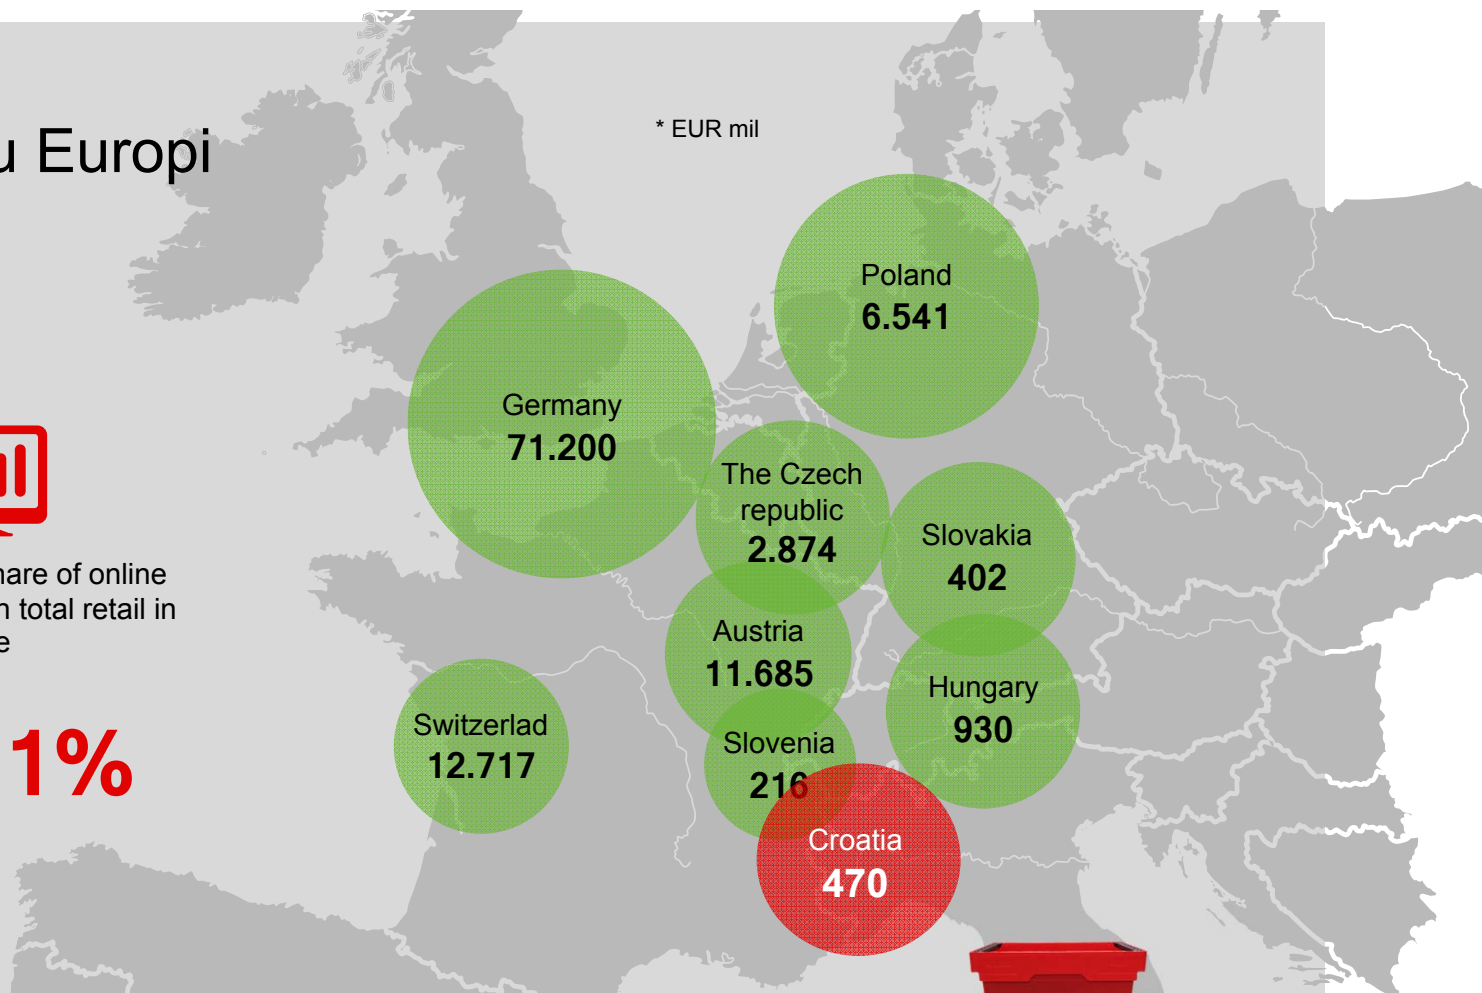 u Europi
* EUR mil
Poland
6.541
Germany
71.200
The Czech
republic
2.874
Slovakia
402
hare of online
n total retail in
e
Austria
11.685
Hungary
930
Switzerlad
12.717
Slovenia
216
1%
Croatia
470